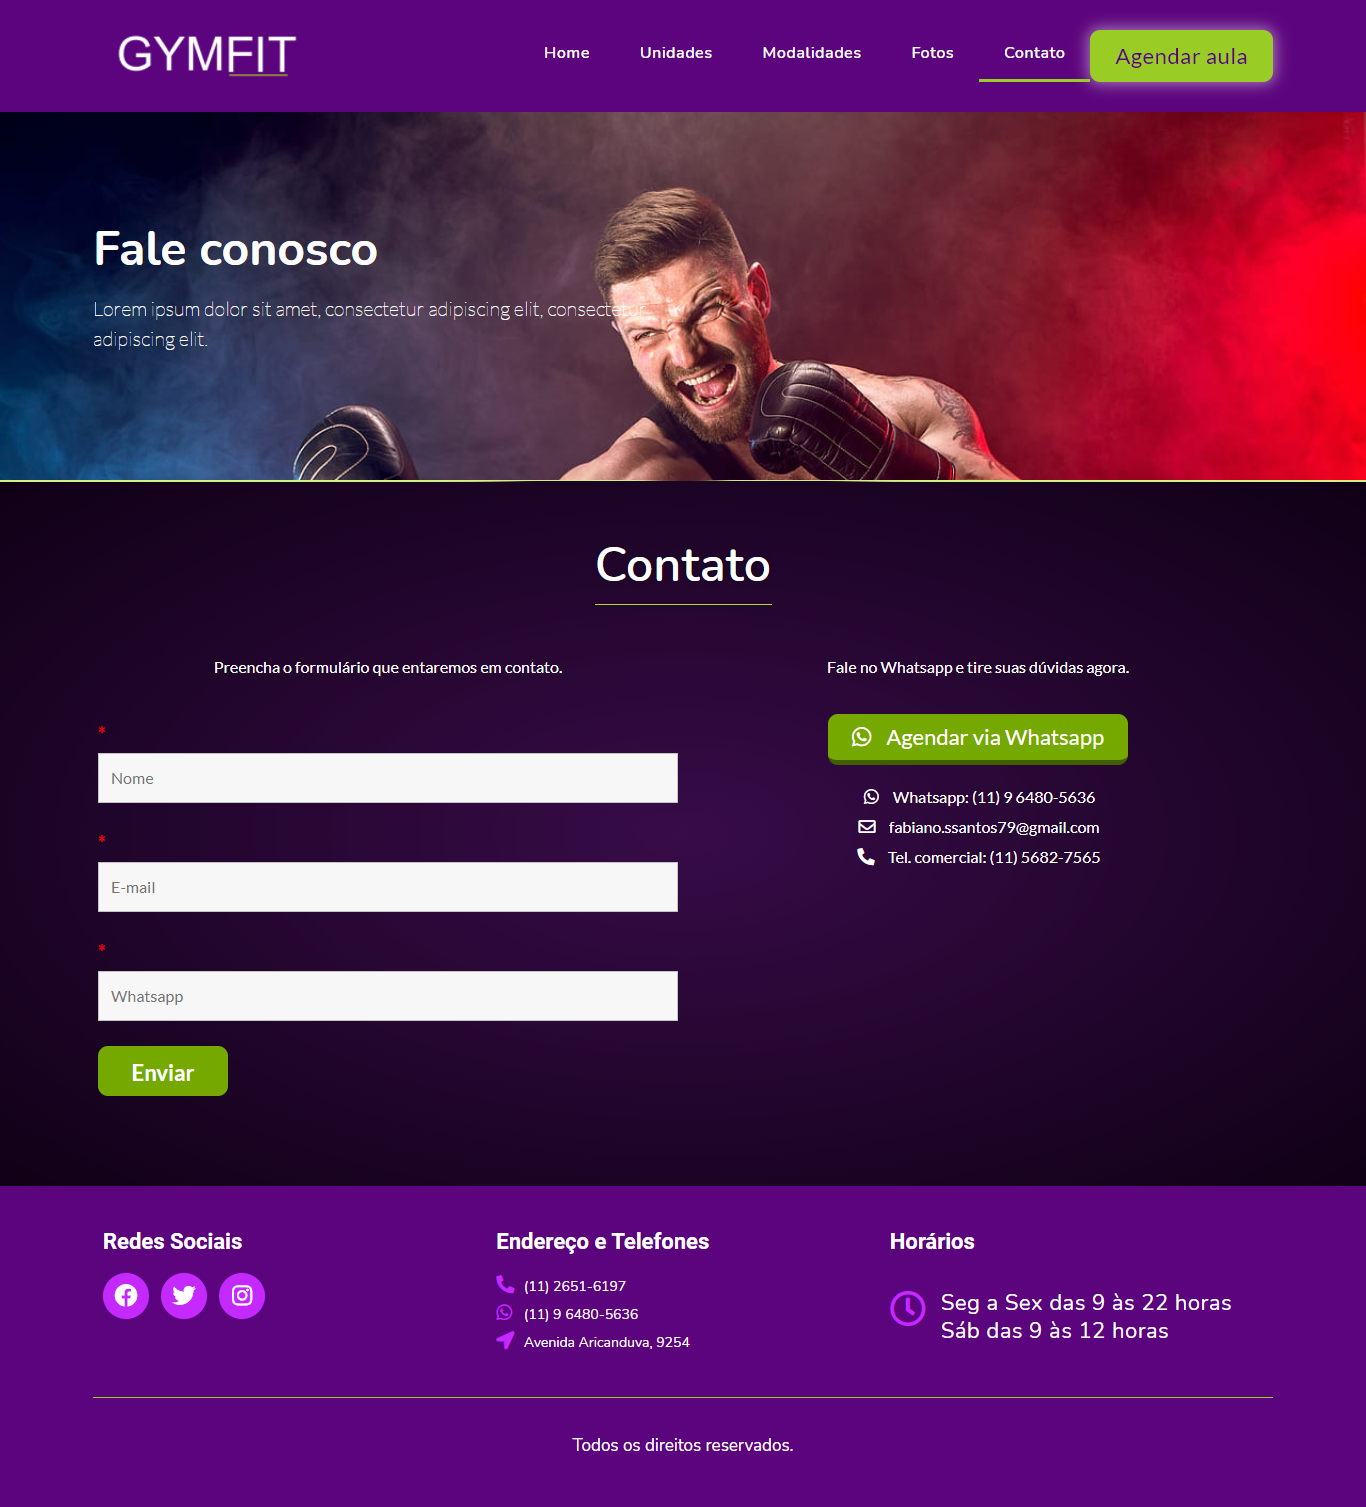 GYMFIT
Home
Unidades
Modalidades
Fotos
Contato
Agendar aula
Fale conosco
Lorem ipsum dolor sit amet, consectetur adipiscing elit, consectetur
adipiscing elit.
Contato
Preencha o formulário que entaremos em contato.
*
Nome
*
E-mail
*
Whatsapp
Enviar
Fale no Whatsapp e tire suas dúvidas agora.
Agendar via Whatsapp
Whatsapp: (11) 9 6480-5636
fabiano.ssantos79@gmail.com
Tel. comercial: (11) 5682-7565
Redes Sociais
Endereço e Telefones
(11) 2651-6197
(11) 9 6480-5636
Avenida Aricanduva, 9254
Horários
Seg a Sex das 9 às 22 horas
Sáb das 9 às 12 horas
Todos os direitos reservados.